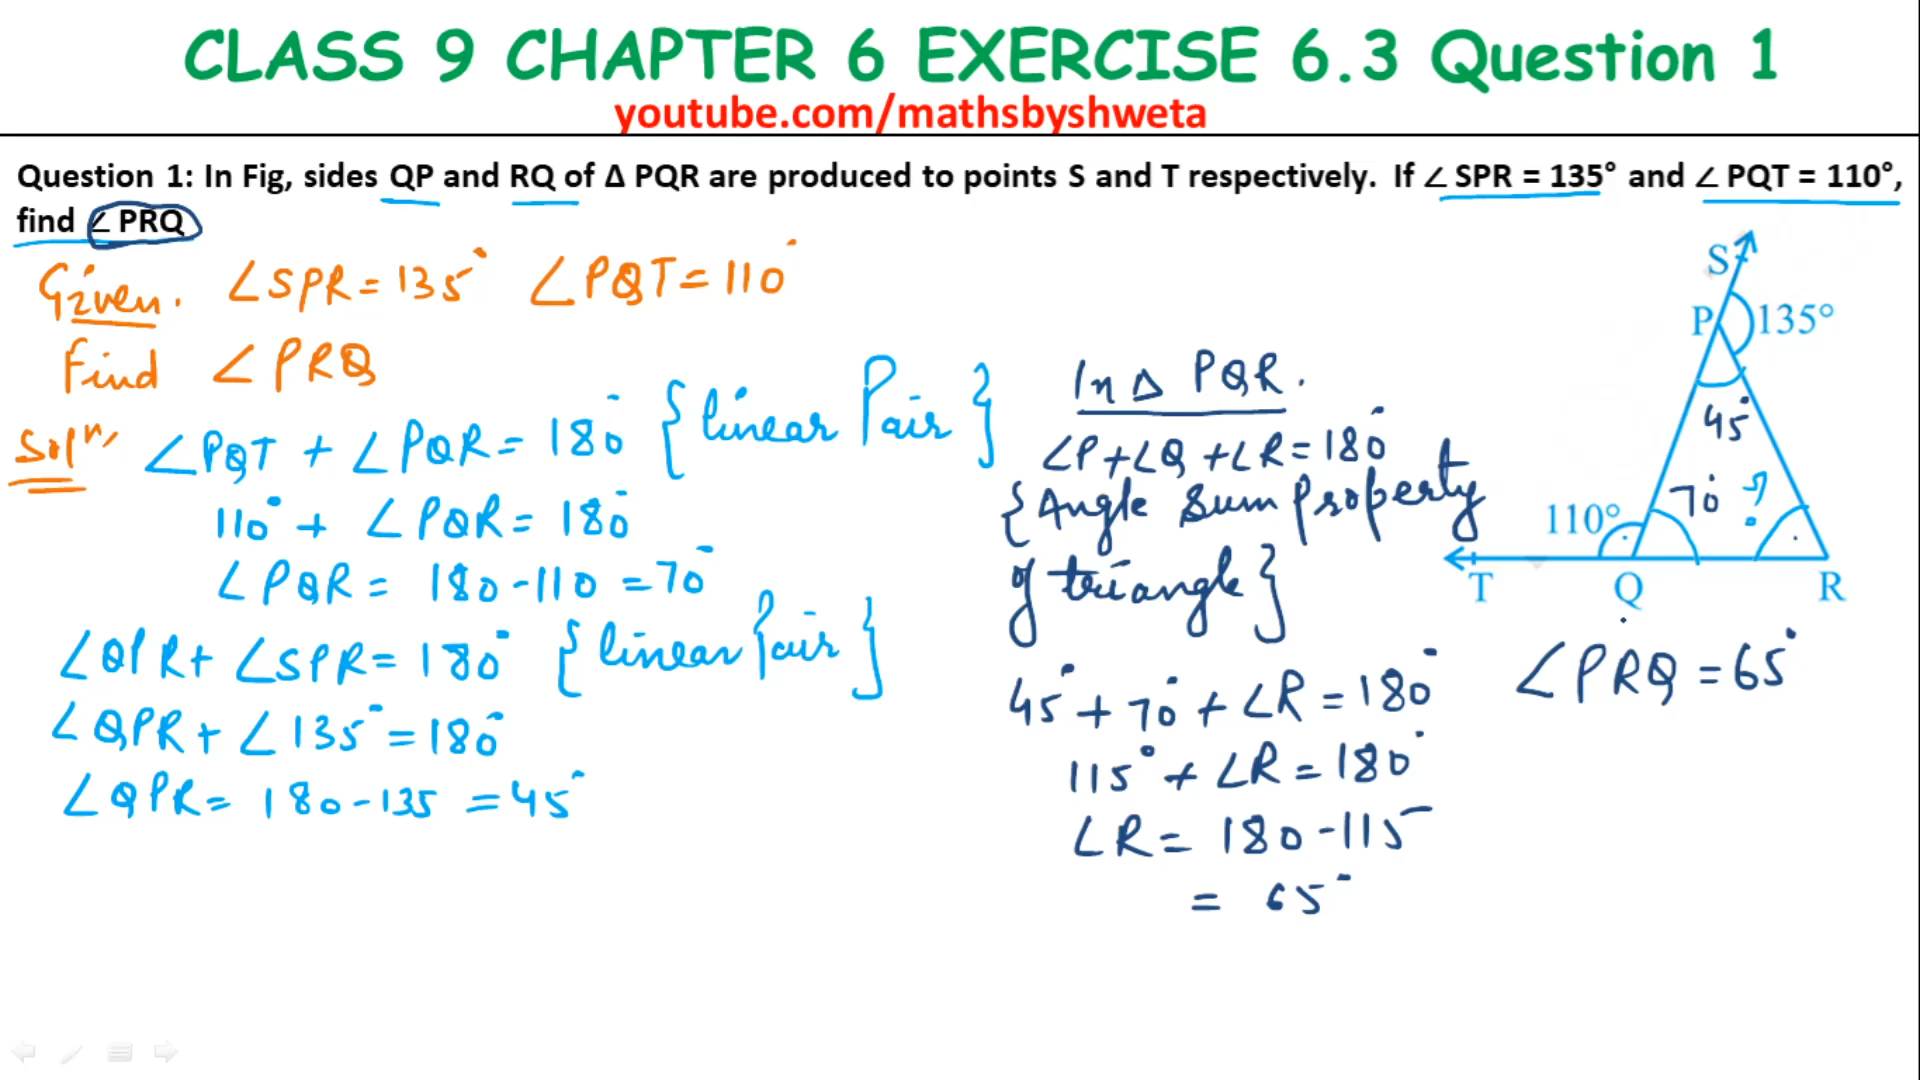 CLASS 9 CHAPTER 6 EXERCISE 6.3 Question 1
youtube.com/mathsbyshweta
Question 1: In Fig, sides QP and RQ of Δ PQR are produced to points S and T respectively. If ∠ SPR = 135° and ∠ PQT = 110°,
find ∠ PRQ
Given. ∠SPR = 135° ∠PQT = 110°
Find ∠PRQ
Solⁿ, ∠PQT + ∠PQR = 180° {linear Pair}
110° + ∠PQR = 180°
∠PQR = 180-110 = 70°
∠QPR + ∠SPR = 180° {linear Pair}
∠QPR + ∠135° = 180°
∠QPR = 180-135 = 45°
In Δ PQR.
∠P+∠Q+∠R = 180°
{Angle Sum Property
of triangle}
45° + 70° + ∠R = 180°
115° + ∠R = 180°
∠R = 180-115
= 65°
S
P 135°
45°
70° ?
110°
T Q R
∠PRQ = 65°